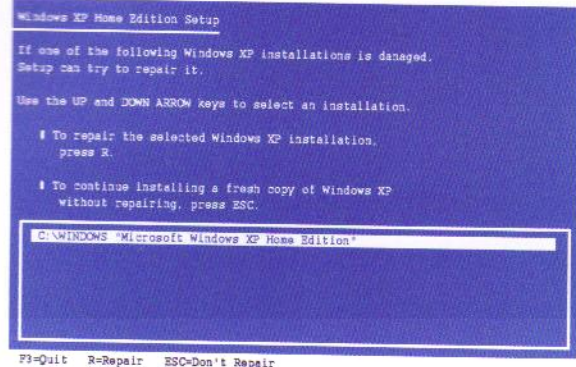 Windows XP Home Edition Setup
If one of the following Windows XP installations is damaged,
Setup can try to repair it.
Use the UP and DOWN ARROW keys to select an installation.
To repair the selected Windows XP installation,
press R.
To continue installing a fresh copy of Windows XP
without repairing, press ESC.
C:\WINDOWS "Microsoft Windows XP Home Edition"
F3=Quit R=Repair ESC=Don't Repair